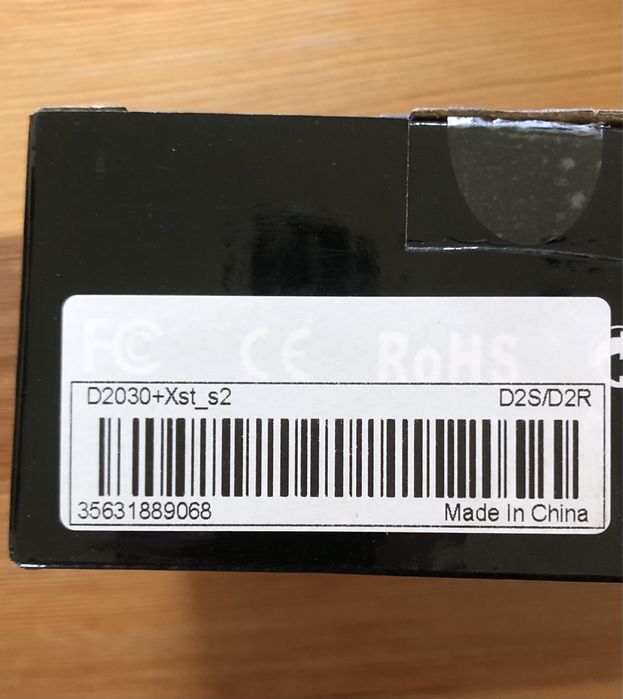 FC CE RoHS
D2030+Xst_s2 D2S/D2R
35631889068 Made In China